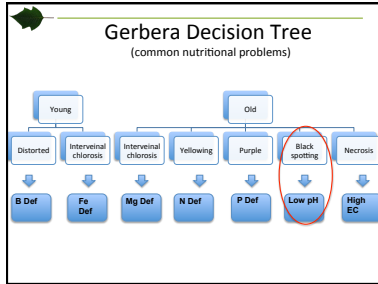 Gerbera Decision Tree
(common nutritional problems)
Young
Old
Distorted
Interveinal
chlorosis
Interveinal
chlorosis
Yellowing
Purple
Black
spotting
Necrosis
B Def
Fe
Def
Mg Def
N Def
P Def
Low pH
High
EC